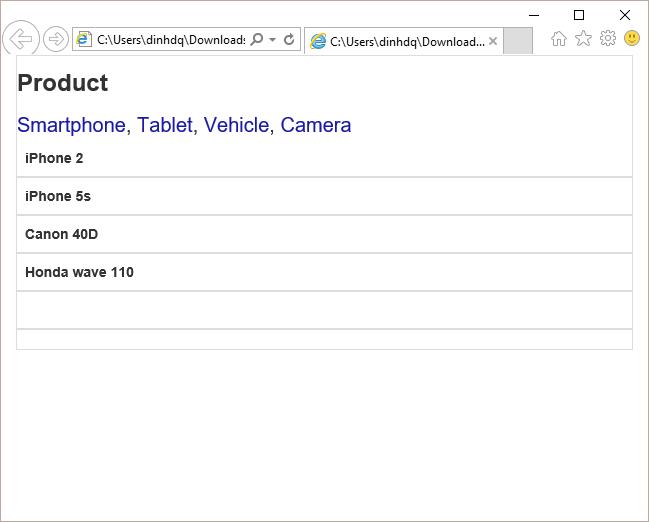 C:\Users\dinhdq\Downloads
C:\Users\dinhdq\Download...
Product
Smartphone, Tablet, Vehicle, Camera
iPhone 2
iPhone 5s
Canon 40D
Honda wave 110